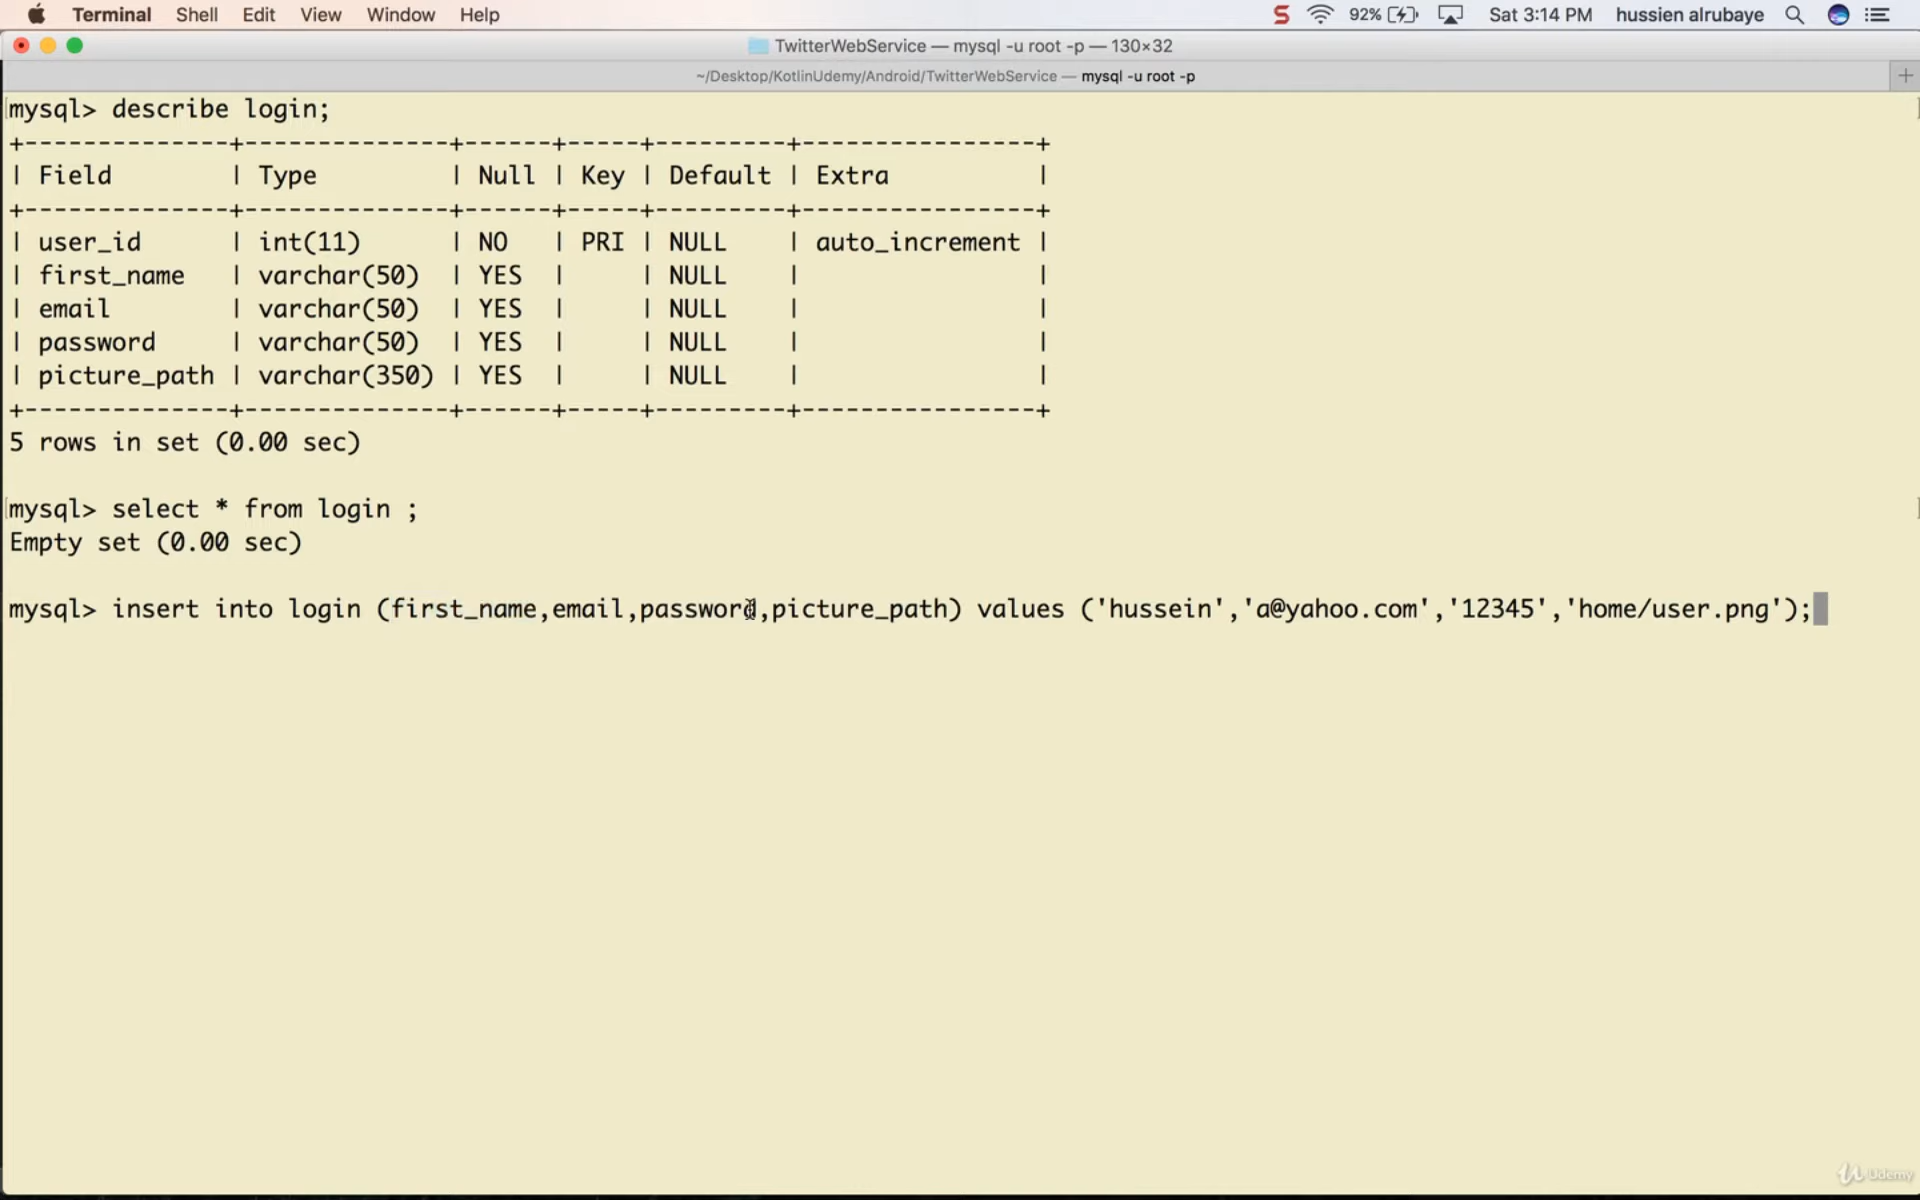 Terminal Shell Edit View Window Help S 92% Sat 3:14 PM hussien alrubaye
TwitterWebService — mysql -u root -p — 130×32
~/Desktop/KotlinUdemy/Android/TwitterWebService — mysql -u root -p +
mysql> describe login;
+--------------+--------------+------+-----+---------+----------------+
| Field        | Type         | Null | Key | Default | Extra          |
+--------------+--------------+------+-----+---------+----------------+
| user_id      | int(11)      | NO   | PRI | NULL    | auto_increment |
| first_name   | varchar(50)  | YES  |     | NULL    |                |
| email        | varchar(50)  | YES  |     | NULL    |                |
| password     | varchar(50)  | YES  |     | NULL    |                |
| picture_path | varchar(350) | YES  |     | NULL    |                |
+--------------+--------------+------+-----+---------+----------------+
5 rows in set (0.00 sec)
mysql> select * from login ;
Empty set (0.00 sec)
mysql> insert into login (first_name,email,password,picture_path) values ('hussein','a@yahoo.com','12345','home/user.png');
Udemy